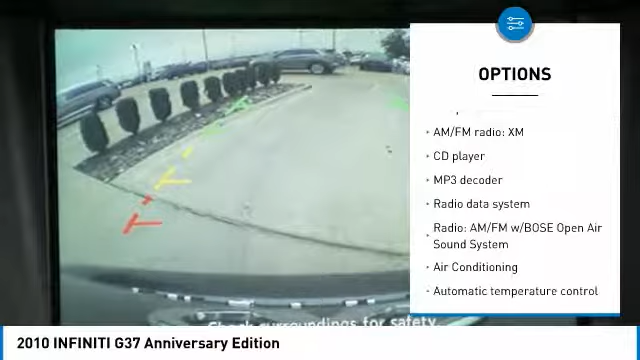 OPTIONS
AM/FM radio: XM
CD player
MP3 decoder
Radio data system
Radio: AM/FM w/BOSE Open Air
Sound System
Air Conditioning
Automatic temperature control
Check surroundings for safety
2010 INFINITI G37 Anniversary Edition